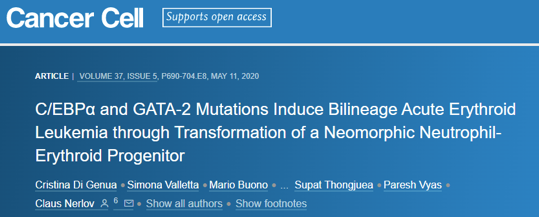 Cancer Cell
Supports open access
ARTICLE | VOLUME 37, ISSUE 5, P690-704.E8, MAY 11, 2020
C/EBPα and GATA-2 Mutations Induce Bilineage Acute Erythroid
Leukemia through Transformation of a Neomorphic Neutrophil-
Erythroid Progenitor
Cristina Di Genua • Simona Valletta • Mario Buono • ... Supat Thongjuea • Paresh Vyas •
Claus Nerlov 6 • Show all authors • Show footnotes